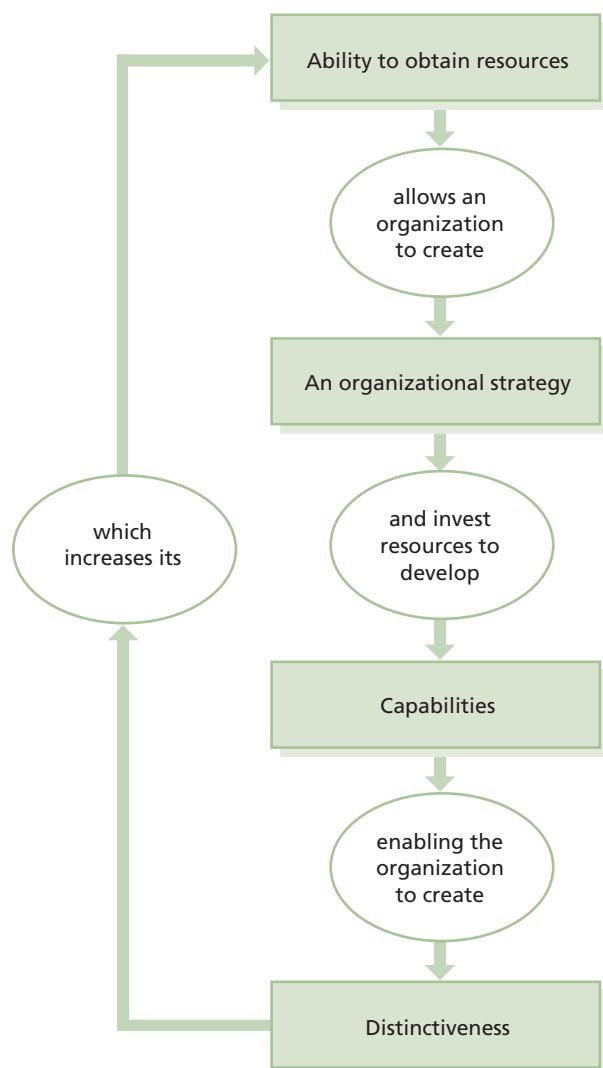 Ability to obtain resources
allows an
organization
to create
An organizational strategy
and invest
resources to
develop
which
increases its
Capabilities
enabling the
organization
to create
Distinctiveness